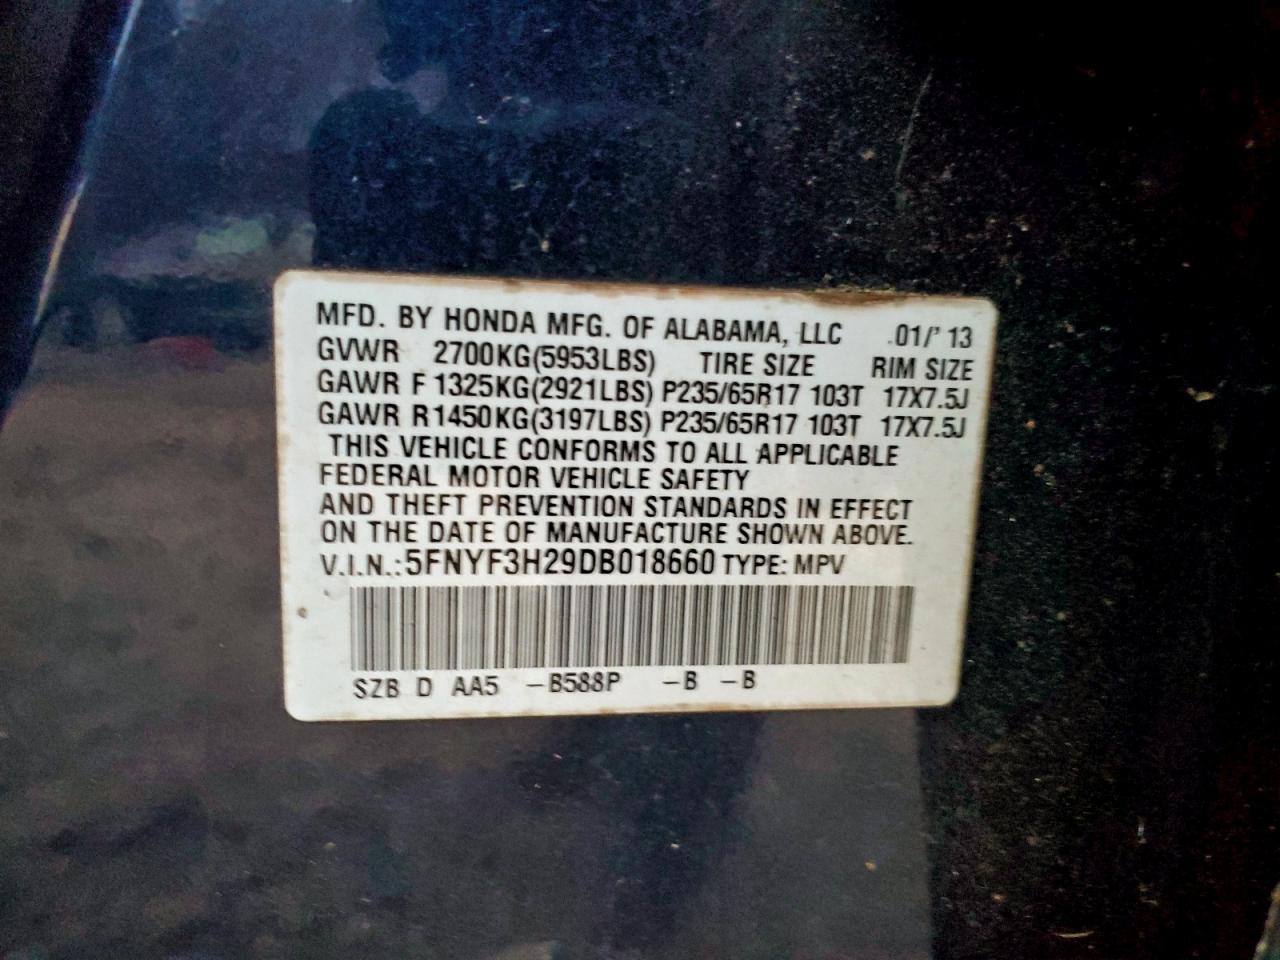 MFD. BY HONDA MFG. OF ALABAMA, LLC 01/' 13
GVWR 2700KG(5953LBS) TIRE SIZE RIM SIZE
GAWR F 1325KG(2921LBS) P235/65R17 103T 17X7.5J
GAWR R1450KG(3197LBS) P235/65R17 103T 17X7.5J
THIS VEHICLE CONFORMS TO ALL APPLICABLE
FEDERAL MOTOR VEHICLE SAFETY
AND THEFT PREVENTION STANDARDS IN EFFECT
ON THE DATE OF MANUFACTURE SHOWN ABOVE.
V.I.N.:5FNYF3H29DB018660 TYPE: MPV
SZB D AA5 -B588P -B -B